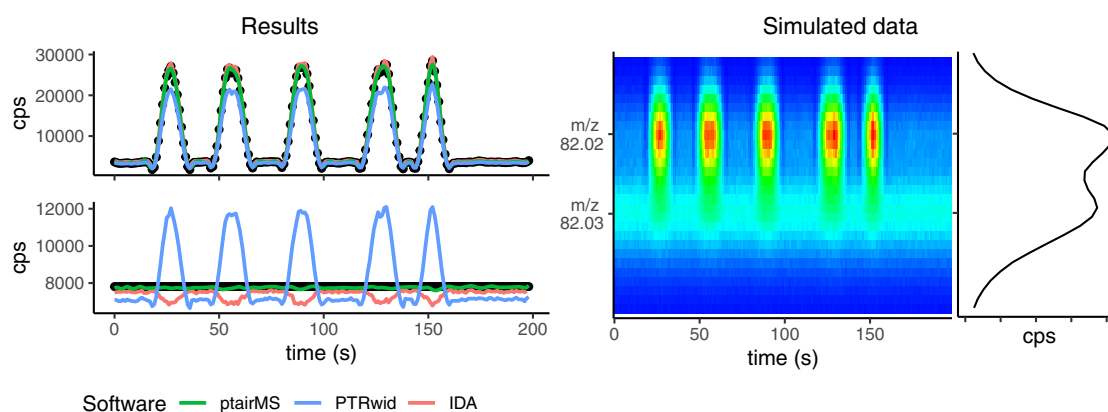 Results
Simulated data
30000
20000
10000
cps
12000
10000
8000
cps
0
50
100
150
200
time (s)
m/z
82.02
m/z
82.03
0
50
100
150
time (s)
cps
Software ptairMS PTRwid IDA